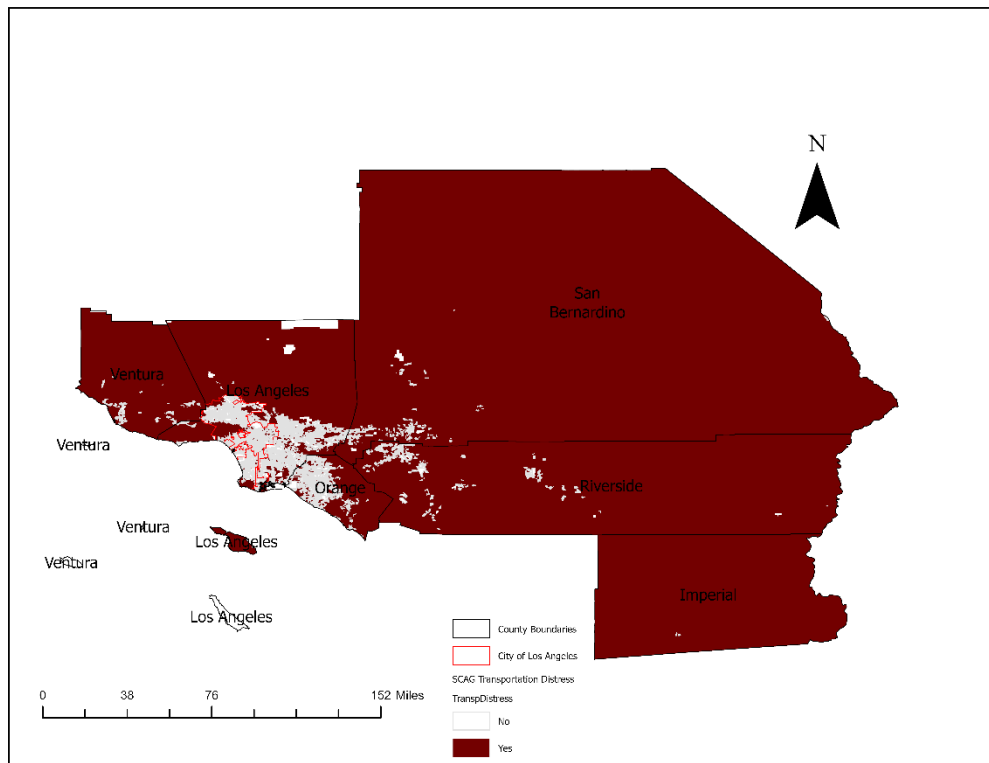 N
San
Bernardino
Ventura
Los Angeles
Ventura
Orange
Riverside
Ventura
Los Angeles
Ventura
Imperial
Los Angeles
County Boundaries
City of Los Angeles
SCAG Transportation Distress
TranspDistress
No
Yes
0 38 76 152 Miles